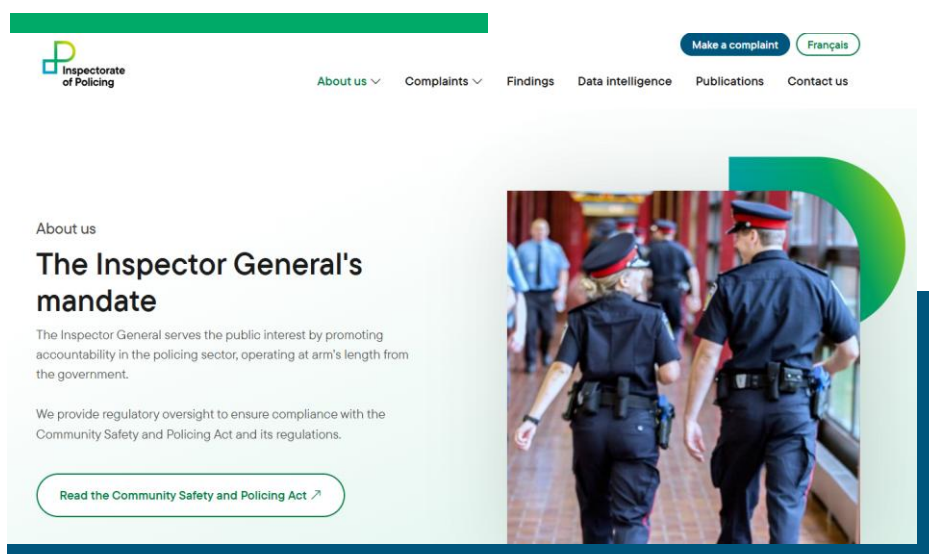 Make a complaint
Français
Inspectorate
of Policing
About us
Complaints
Findings
Data intelligence
Publications
Contact us
About us
The Inspector General's
mandate
The Inspector General serves the public interest by promoting
accountability in the policing sector, operating at arm's length from
the government.
We provide regulatory oversight to ensure compliance with the
Community Safety and Policing Act and its regulations.
Read the Community Safety and Policing Act ↗